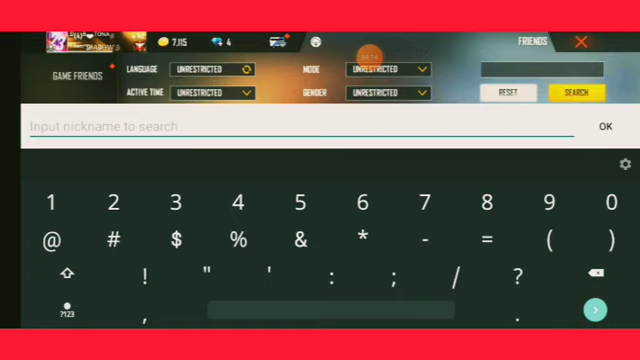 7,115 4 FRIENDS
GAME FRIENDS
LANGUAGE UNRESTRICTED MODE UNRESTRICTED
ACTIVE TIME UNRESTRICTED GENDER UNRESTRICTED RESET SEARCH
Input nickname to search OK
1 2 3 4 5 6 7 8 9 0
@ # $ % & * - = ( )
! " ' : ; / ?
?123 , .